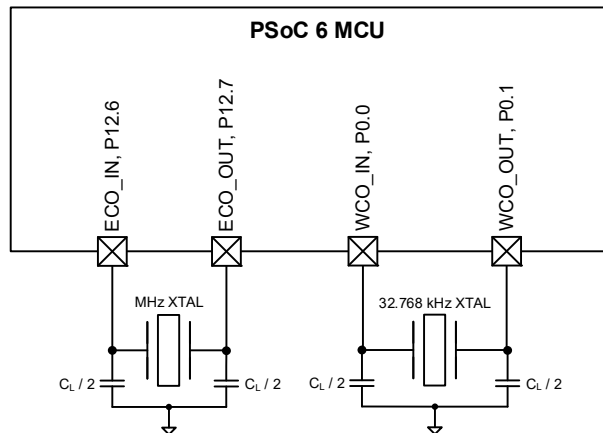 PSoC 6 MCU
ECO_IN, P12.6
ECO_OUT, P12.7
WCO_IN, P0.0
WCO_OUT, P0.1
MHz XTAL
32.768 kHz XTAL
CL / 2
CL / 2
CL / 2
CL / 2